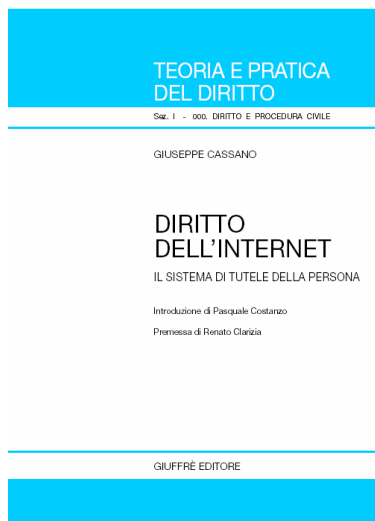 TEORIA E PRATICA
DEL DIRITTO
Sez. I - 000. DIRITTO E PROCEDURA CIVILE
GIUSEPPE CASSANO
DIRITTO
DELL'INTERNET
IL SISTEMA DI TUTELE DELLA PERSONA
Introduzione di Pasquale Costanzo
Premessa di Renato Clarizia
GIUFFRÈ EDITORE